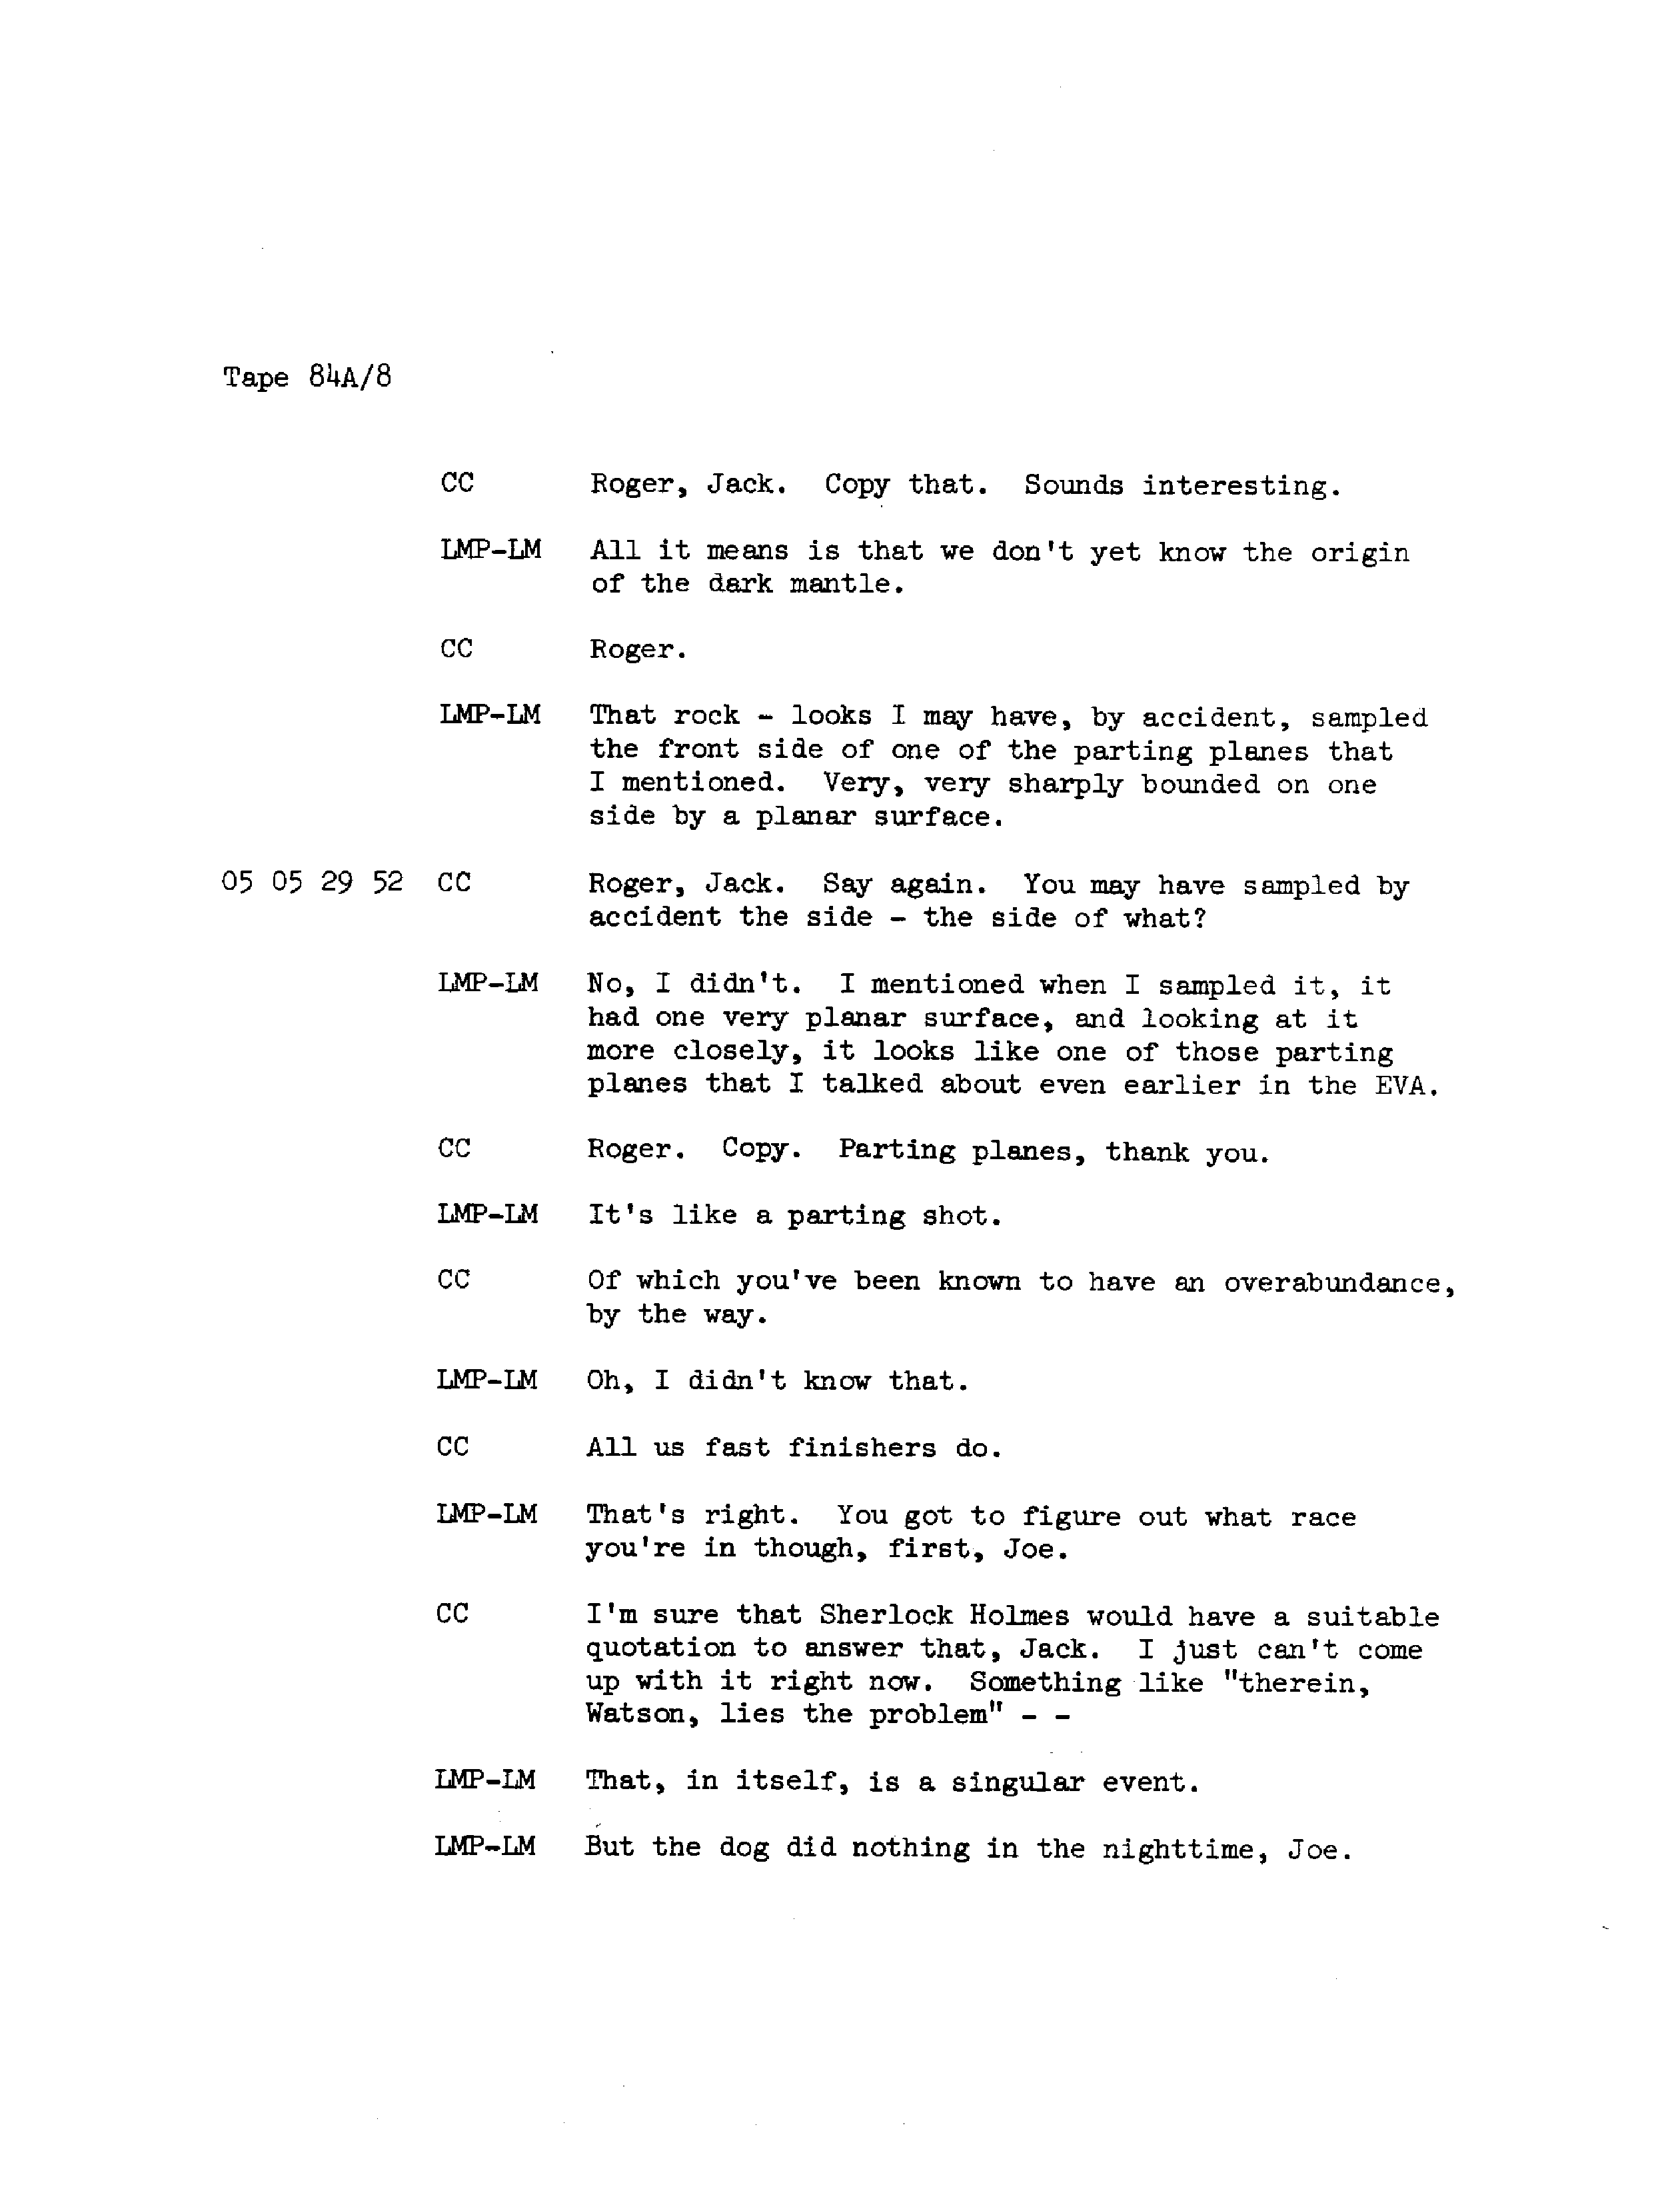 Tape 84A/8
CC Roger, Jack. Copy that. Sounds interesting.
LMP-LM All it means is that we don't yet know the origin
of the dark mantle.
CC Roger.
LMP-LM That rock - looks I may have, by accident, sampled
the front side of one of the parting planes that
I mentioned. Very, very sharply bounded on one
side by a planar surface.
05 05 29 52 CC Roger, Jack. Say again. You may have sampled by
accident the side - the side of what?
LMP-LM No, I didn't. I mentioned when I sampled it, it
had one very planar surface, and looking at it
more closely, it looks like one of those parting
planes that I talked about even earlier in the EVA.
CC Roger. Copy. Parting planes, thank you.
LMP-LM It's like a parting shot.
CC Of which you've been known to have an overabundance,
by the way.
LMP-LM Oh, I didn't know that.
CC All us fast finishers do.
LMP-LM That's right. You got to figure out what race
you're in though, first, Joe.
CC I'm sure that Sherlock Holmes would have a suitable
quotation to answer that, Jack. I just can't come
up with it right now. Something like "therein,
Watson, lies the problem" - -
LMP-LM That, in itself, is a singular event.
LMP-LM But the dog did nothing in the nighttime, Joe.